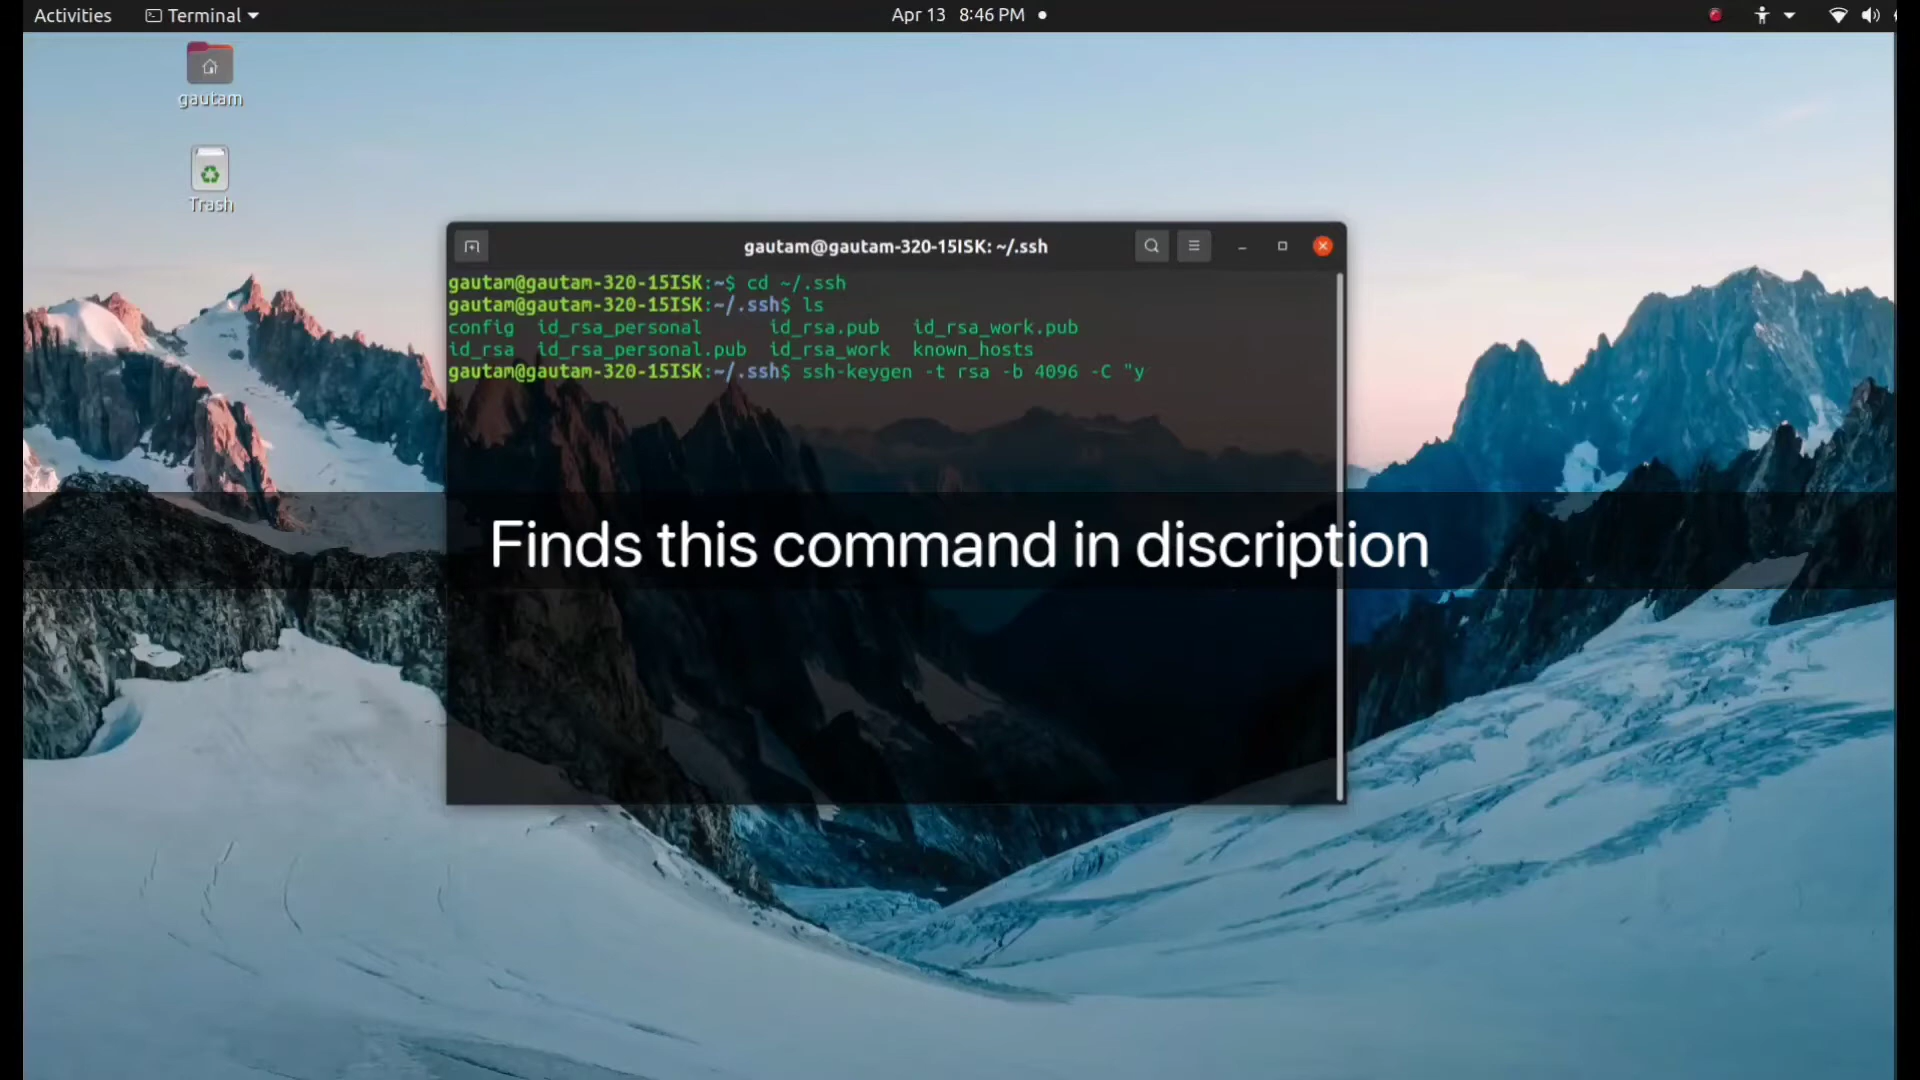 Activities Terminal Apr 13 8:46 PM
gautam
Trash
gautam@gautam-320-15ISK: ~/.ssh
gautam@gautam-320-15ISK:~$ cd ~/.ssh
gautam@gautam-320-15ISK:~/.ssh$ ls
config id_rsa_personal id_rsa.pub id_rsa_work.pub
id_rsa id_rsa_personal.pub id_rsa_work known_hosts
gautam@gautam-320-15ISK:~/.ssh$ ssh-keygen -t rsa -b 4096 -C "y
Finds this command in discription